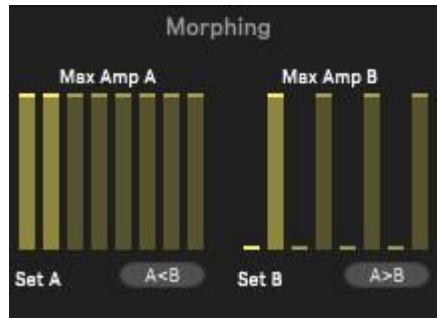 Morphing
Max Amp A
Max Amp B
Set A
A<B
Set B
A>B